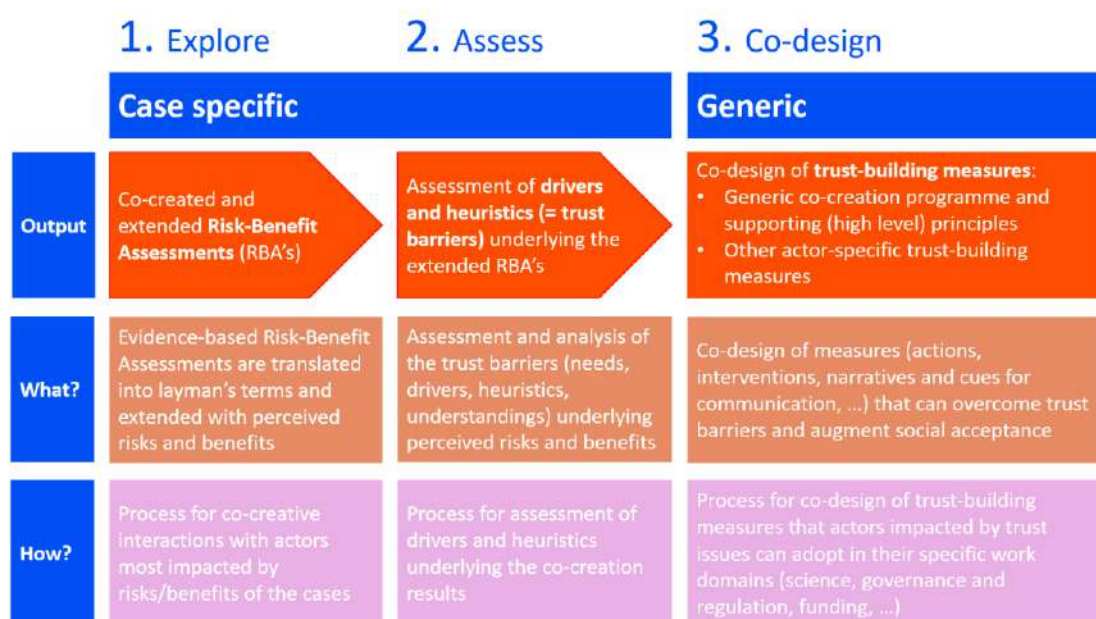 1. Explore
2. Assess
3. Co-design
Case specific
Generic
Output
Co-created and
extended Risk-Benefit
Assessments (RBA's)
Assessment of drivers
and heuristics (= trust
barriers) underlying the
extended RBA's
Co-design of trust-building measures:
• Generic co-creation programme and
supporting (high level) principles
• Other actor-specific trust-building
measures
What?
Evidence-based Risk-Benefit
Assessments are translated
into layman's terms and
extended with perceived
risks and benefits
Assessment and analysis of
the trust barriers (needs,
drivers, heuristics,
understandings) underlying
perceived risks and benefits
Co-design of measures (actions,
interventions, narratives and cues for
communication, ...) that can overcome trust
barriers and augment social acceptance
How?
Process for co-creative
interactions with actors
most impacted by
risks/benefits of the cases
Process for assessment of
drivers and heuristics
underlying the co-creation
results
Process for co-design of trust-building
measures that actors impacted by trust
issues can adopt in their specific work
domains (science, governance and
regulation, funding, ...)